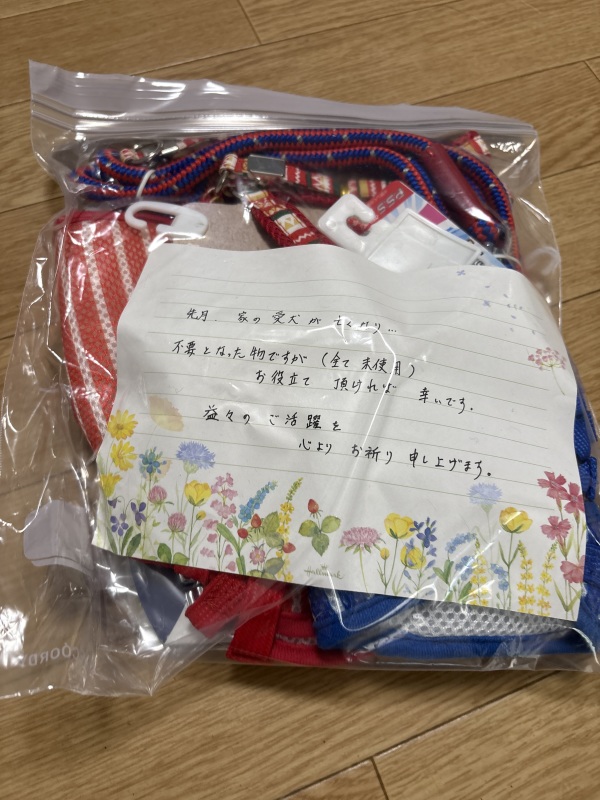 先月、家の愛犬が亡くなり…
不要となった物ですが(全て未使用)
お役立て頂ければ幸いです。
益々のご活躍を
心よりお祈り申し上げます。
Hallmark